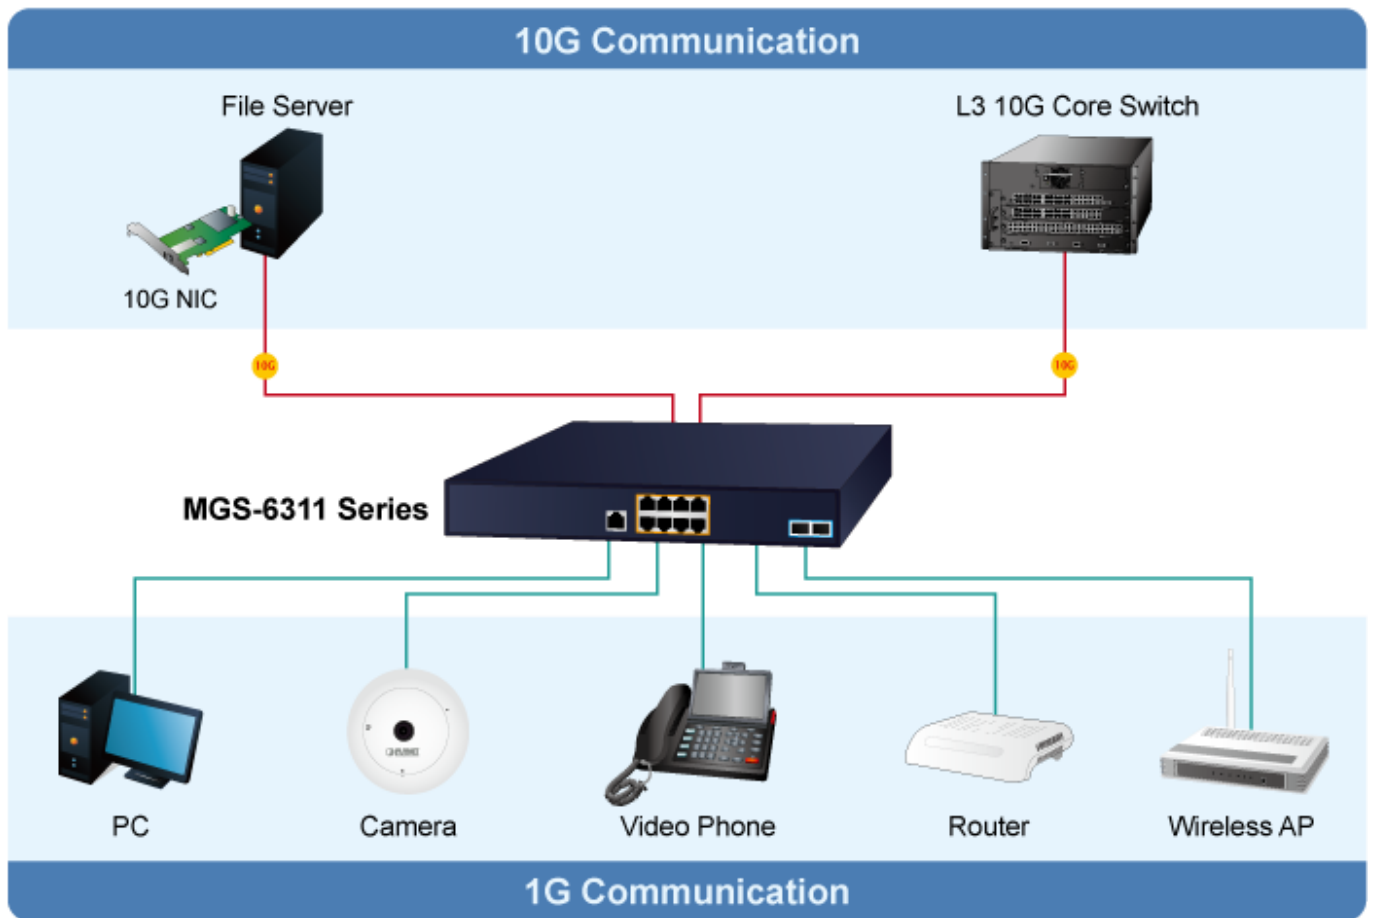 10G Communication
File Server
L3 10G Core Switch
10G NIC
10G
10G
MGS-6311 Series
PC
Camera
Video Phone
Router
Wireless AP
1G Communication